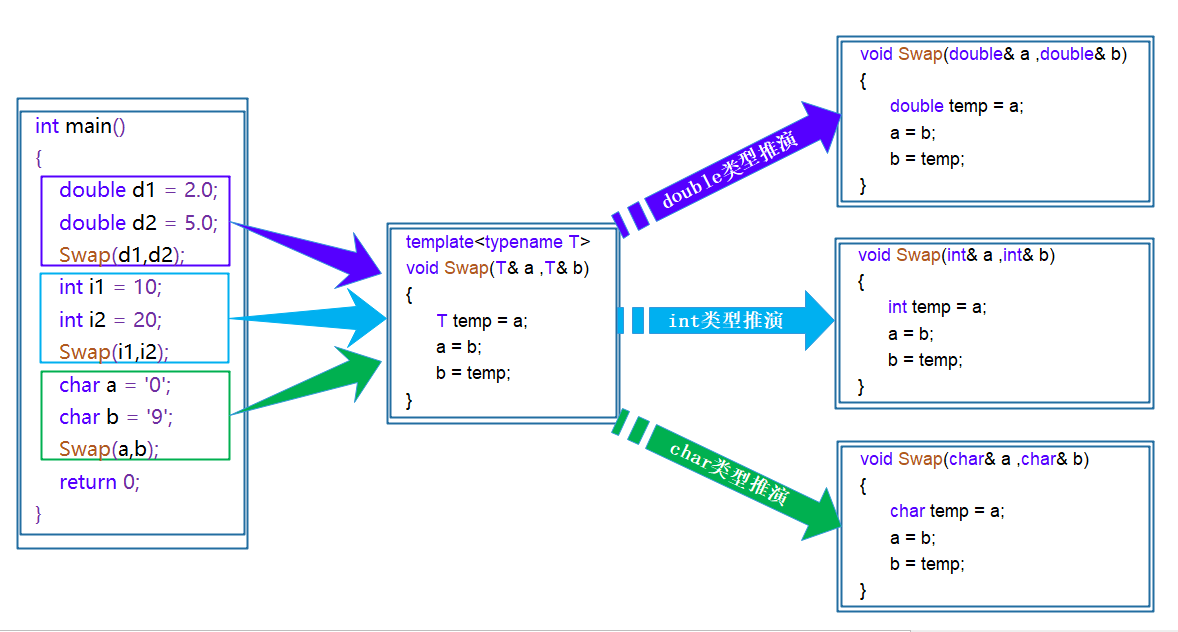 int main()
{
double d1 = 2.0;
double d2 = 5.0;
Swap(d1,d2);
int i1 = 10;
int i2 = 20;
Swap(i1,i2);
char a = '0';
char b = '9';
Swap(a,b);
return 0;
}
template<typename T>
void Swap(T& a ,T& b)
{
T temp = a;
a = b;
b = temp;
}
double类型推演
int类型推演
char类型推演
void Swap(double& a ,double& b)
{
double temp = a;
a = b;
b = temp;
}
void Swap(int& a ,int& b)
{
int temp = a;
a = b;
b = temp;
}
void Swap(char& a ,char& b)
{
char temp = a;
a = b;
b = temp;
}